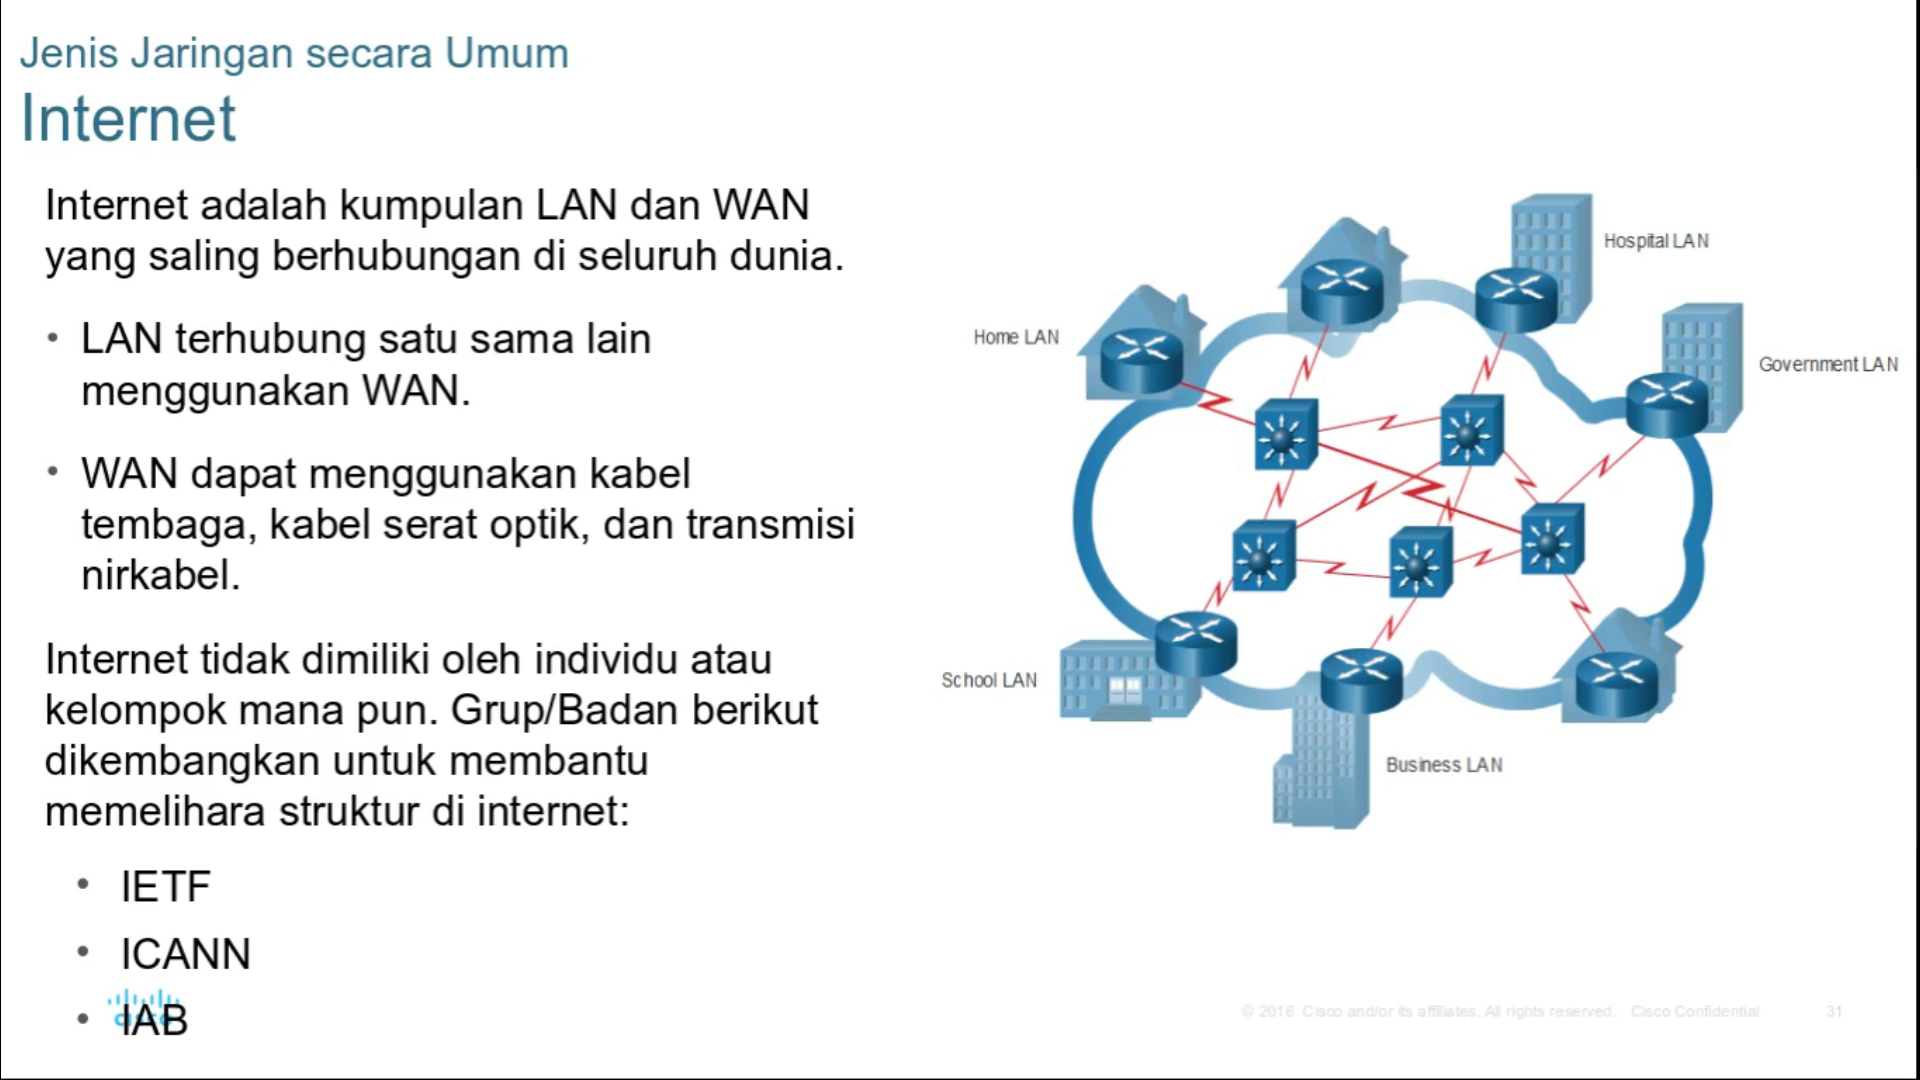 Jenis Jaringan secara Umum
Internet
Internet adalah kumpulan LAN dan WAN
yang saling berhubungan di seluruh dunia.
• LAN terhubung satu sama lain
menggunakan WAN.
• WAN dapat menggunakan kabel
tembaga, kabel serat optik, dan transmisi
nirkabel.
Internet tidak dimiliki oleh individu atau
kelompok mana pun. Grup/Badan berikut
dikembangkan untuk membantu
memelihara struktur di internet:
• IETF
• ICANN
• IAB
Hospital LAN
Home LAN
Government LAN
School LAN
Business LAN
© 2016 Cisco and/or its affiliates. All rights reserved. Cisco Confidential 31